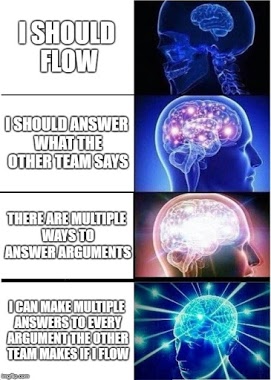 I SHOULD
FLOW
I SHOULD ANSWER
WHAT THE
OTHER TEAM SAYS
THERE ARE MULTIPLE
WAYS TO
ANSWER ARGUMENTS
I CAN MAKE MULTIPLE
ANSWERS TO EVERY
ARGUMENT THE OTHER
TEAM MAKES IF I FLOW
imgflip.com